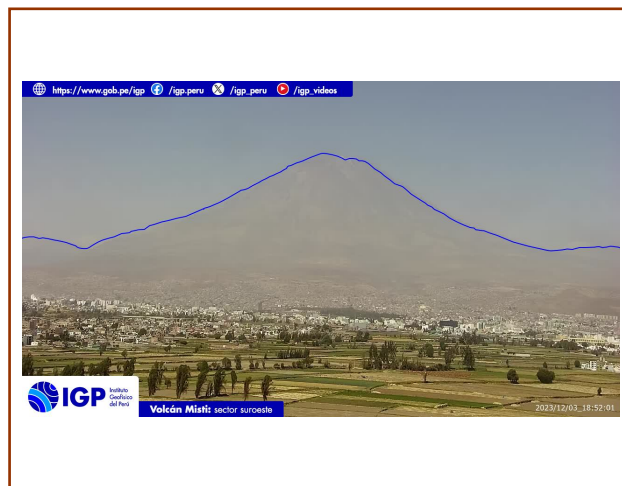 https://www.gob.pe/igp /igp.peru /igp_peru /igp_videos
IGP
Instituto
Geofísico
del Perú
Volcán Misti: sector suroeste
2023/12/03_18:52:01